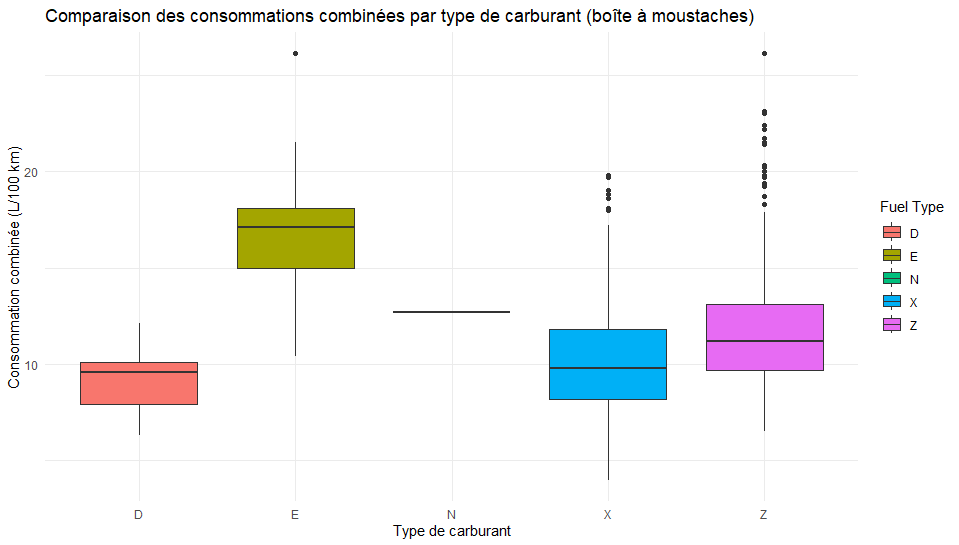 Comparaison des consommations combinées par type de carburant (boîte à moustaches)
Consommation combinée (L/100 km)
20
10
D
E
N
X
Z
Type de carburant
Fuel Type
D
E
N
X
Z